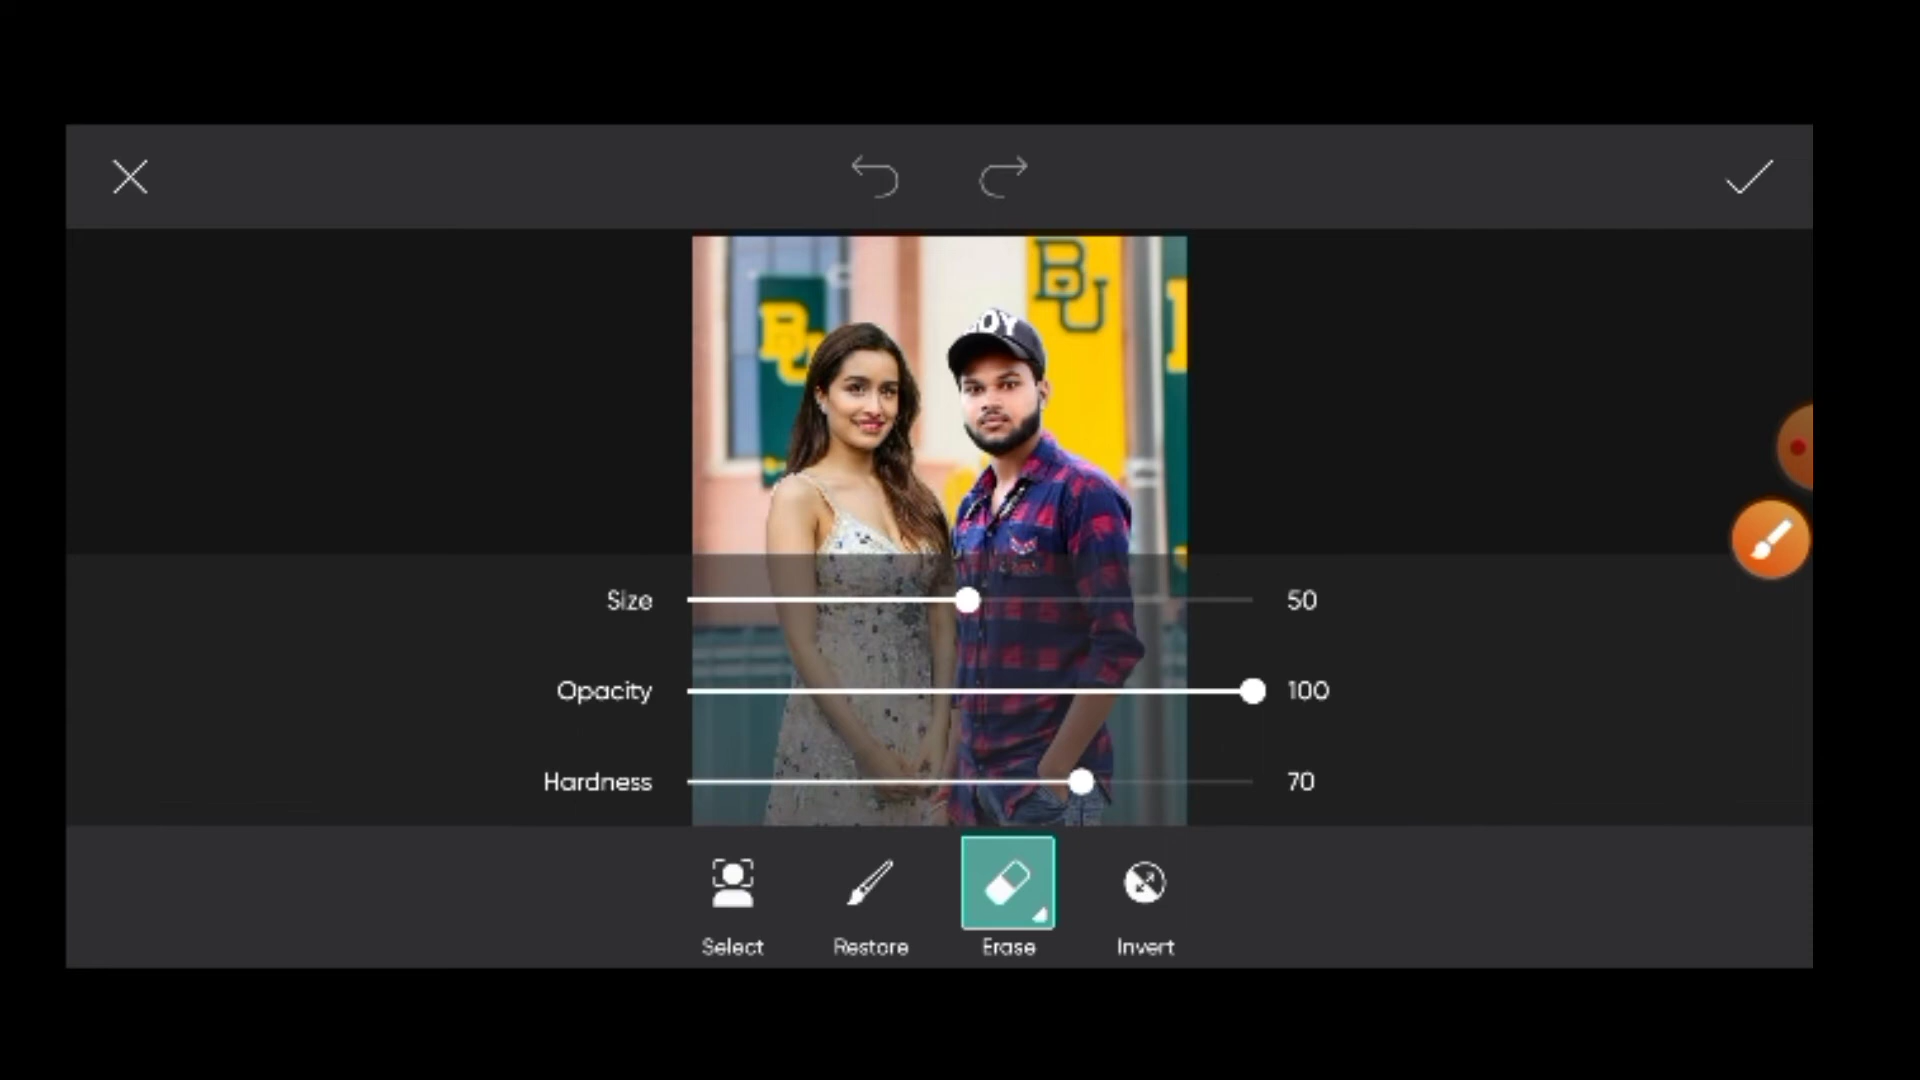 BU
BU
BOY
Size 50
Opacity 100
Hardness 70
Select Restore Erase Invert